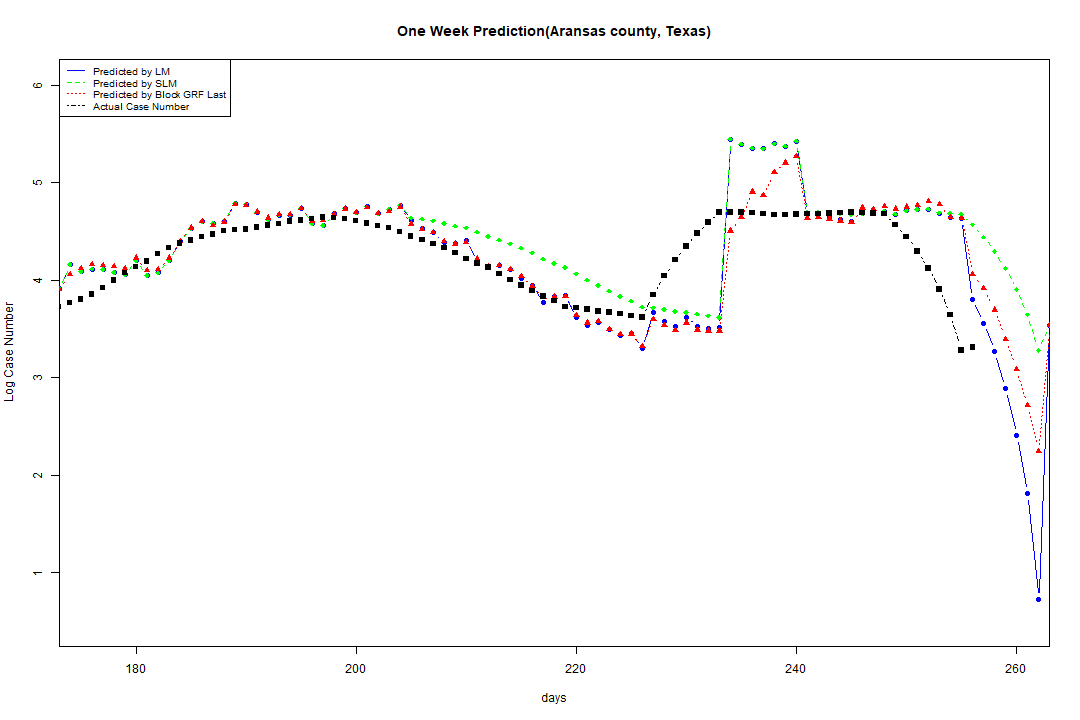 One Week Prediction(Aransas county, Texas)
Predicted by LM
Predicted by SLM
Predicted by Block GRF Last
Actual Case Number
6
5
4
3
2
1
Log Case Number
180 200 220 240 260
days